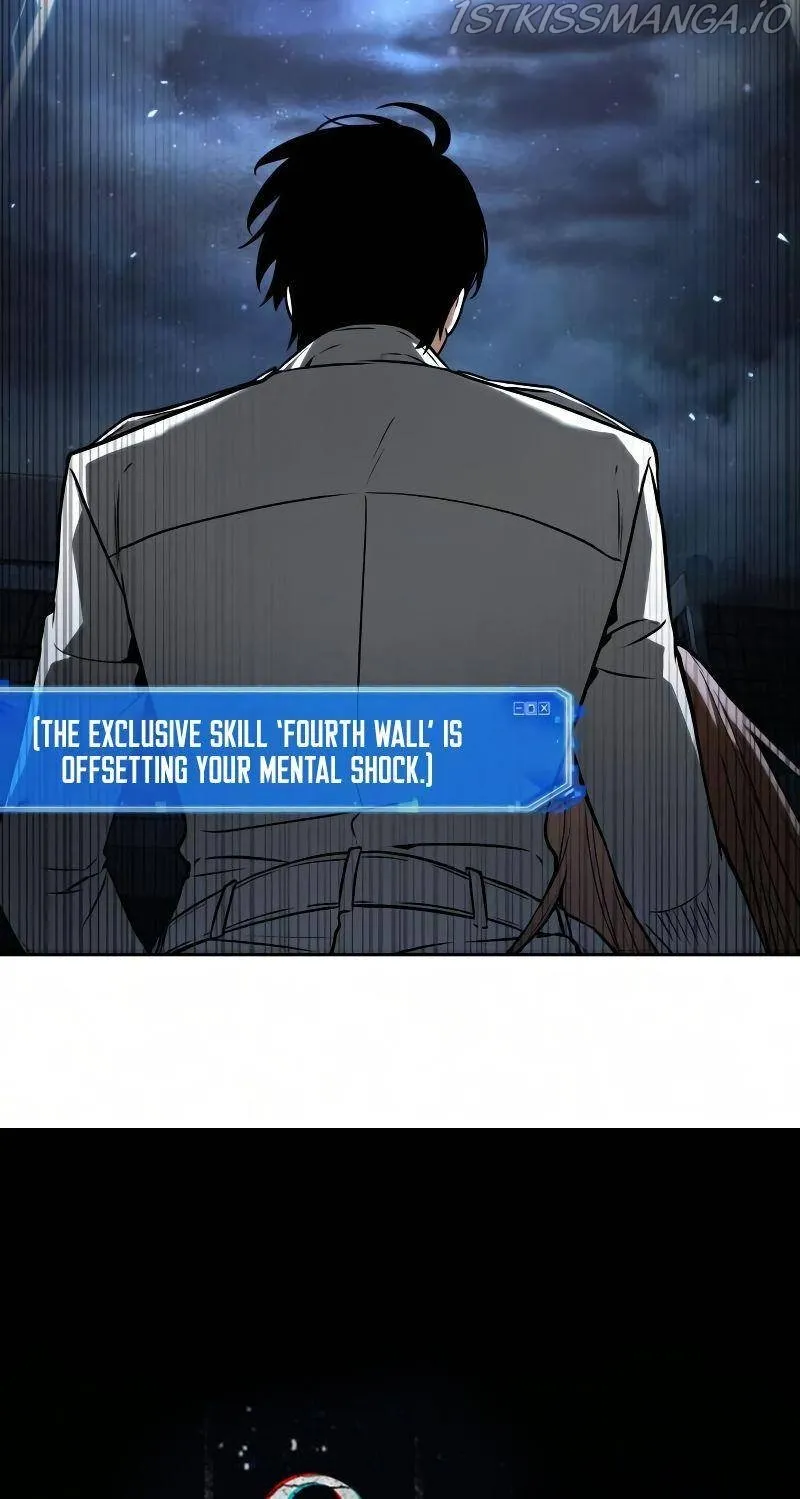 1STKISSMANGA.IO
(THE EXCLUSIVE SKILL 'FOURTH WALL' IS
OFFSETTING YOUR MENTAL SHOCK.)